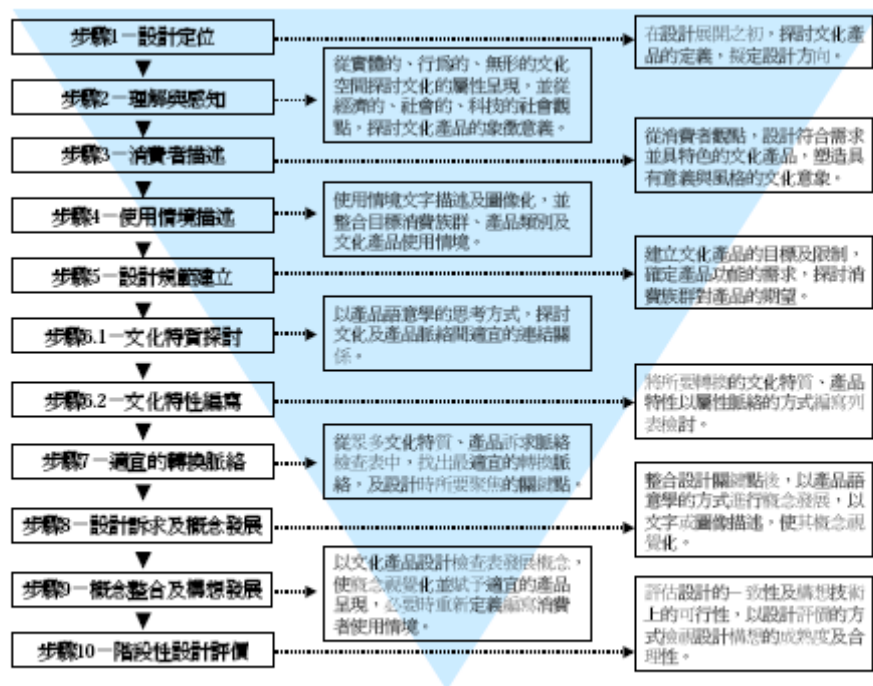 步驟1－設計定位
在設計展開之初，探討文化產
品的定義，擬定設計方向。
步驟2－理解與感知
從實體的、行為的、無形的文化
空間探討文化的屬性呈現，並從
經濟的、社會的、科技的社會觀
點，探討文化產品的象徵意義。
步驟3－消費者描述
從消費者觀點，設計符合需求
並具特色的文化產品，塑造具
有意義與風格的文化意象。
步驟4－使用情境描述
使用情境文字描述及圖像化，並
整合目標消費族群、產品類別及
文化產品使用情境。
步驟5－設計規範建立
建立文化產品的目標及限制，
確定產品功能的需求，探討消
費族群對產品的期望。
步驟6.1－文化特質探討
以產品語意學的思考方式，探討
文化及產品脈絡間適宜的連結關
係。
步驟6.2－文化特性編寫
將所要轉換的文化特質、產品
特性以屬性脈絡的方式編寫列
表檢討。
步驟7－適宜的轉換脈絡
從眾多文化特質、產品訴求脈絡
檢查表中，找出最適宜的轉換脈
絡，及設計時所要聚焦的關鍵點。
步驟8－設計訴求及概念發展
整合設計關鍵點後，以產品語
意學的方式進行概念發展，以
文字或圖像描述，使其概念視
覺化。
步驟9－概念整合及構想發展
以文化產品設計檢查表發展概念，
使概念視覺化並賦予適宜的產品
呈現，必要時重新定義編寫消費
者使用情境。
步驟10－階段性設計評價
評估設計的一致性及構想技術
上的可行性，以設計評價的方
式檢視設計構想的成熟度及合
理性。